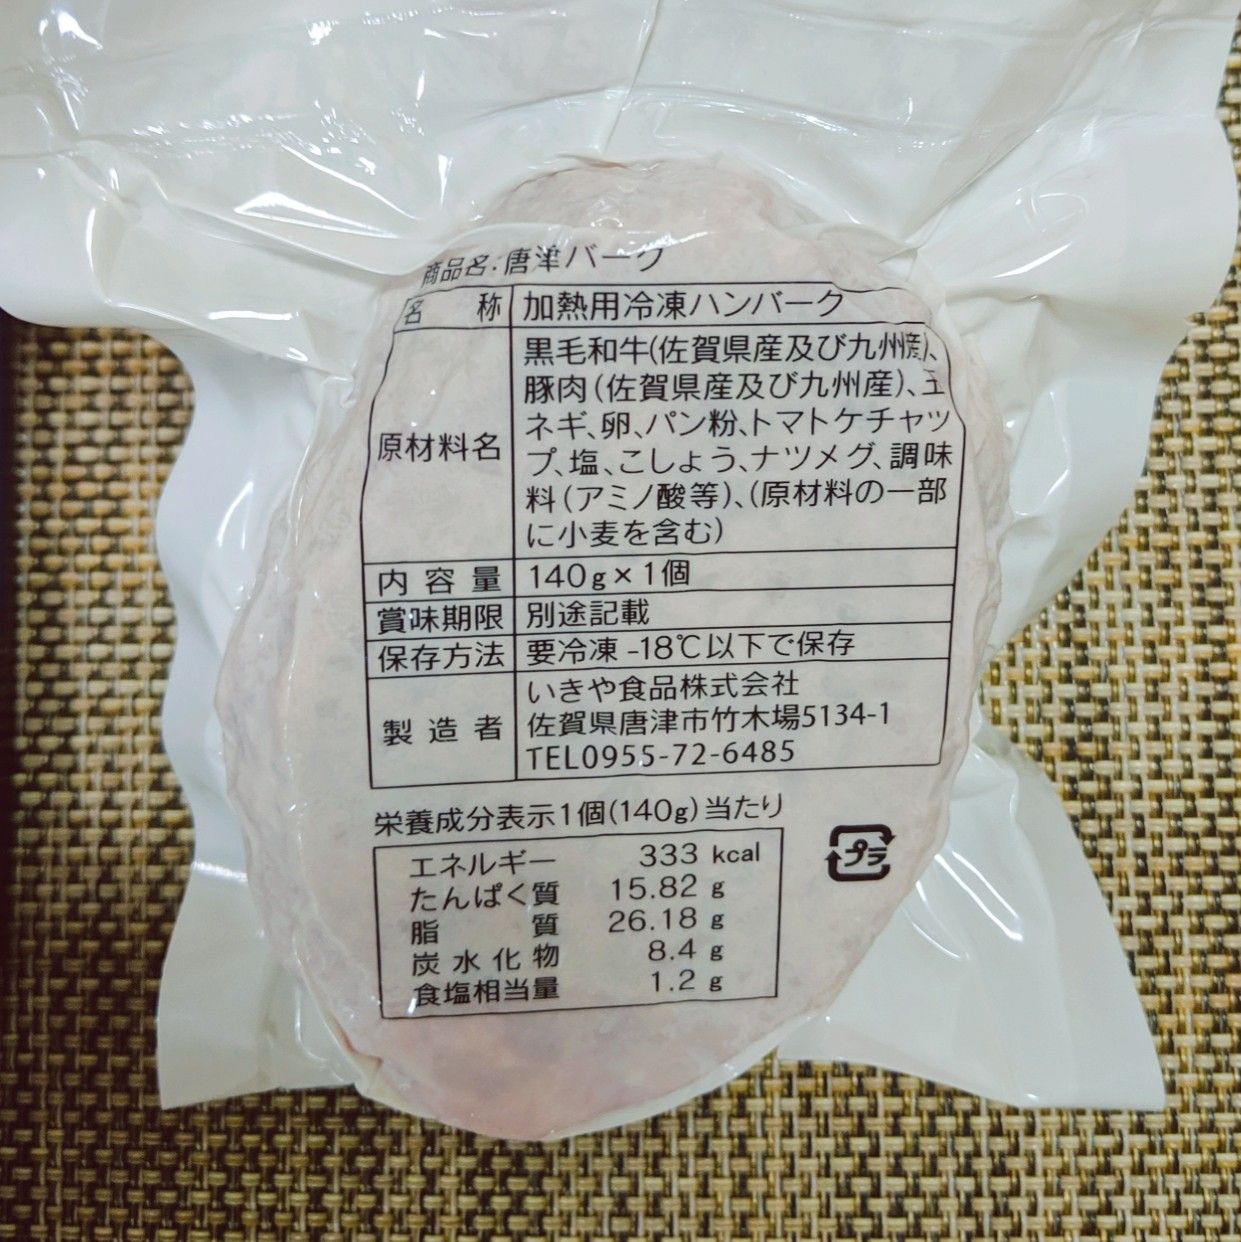 商品名:唐津バーグ
名称 加熱用冷凍ハンバーク
原材料名 黒毛和牛(佐賀県産及び九州産)、
豚肉(佐賀県産及び九州産)、玉
ネギ、卵、パン粉、トマトケチャッ
プ、塩、こしょう、ナツメグ、調味
料(アミノ酸等)、(原材料の一部
に小麦を含む)
内容量 140g×1個
賞味期限 別途記載
保存方法 要冷凍 -18℃以下で保存
製造者 いきや食品株式会社
佐賀県唐津市竹木場5134-1
TEL0955-72-6485
栄養成分表示1個(140g)当たり
エネルギー 333 kcal
たんぱく質 15.82 g
脂質 26.18 g
炭水化物 8.4 g
食塩相当量 1.2 g
プラ